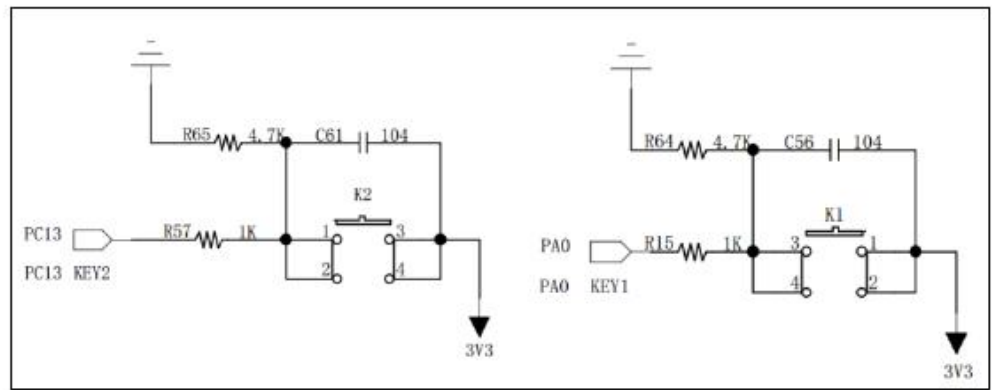 R65 4.7K C61 104
K2
PC13 R57 1K 1 3
PC13 KEY2 2 4
3V3
R64 4.7K C56 104
K1
PA0 R15 1K 3 1
PA0 KEY1 4 2
3V3